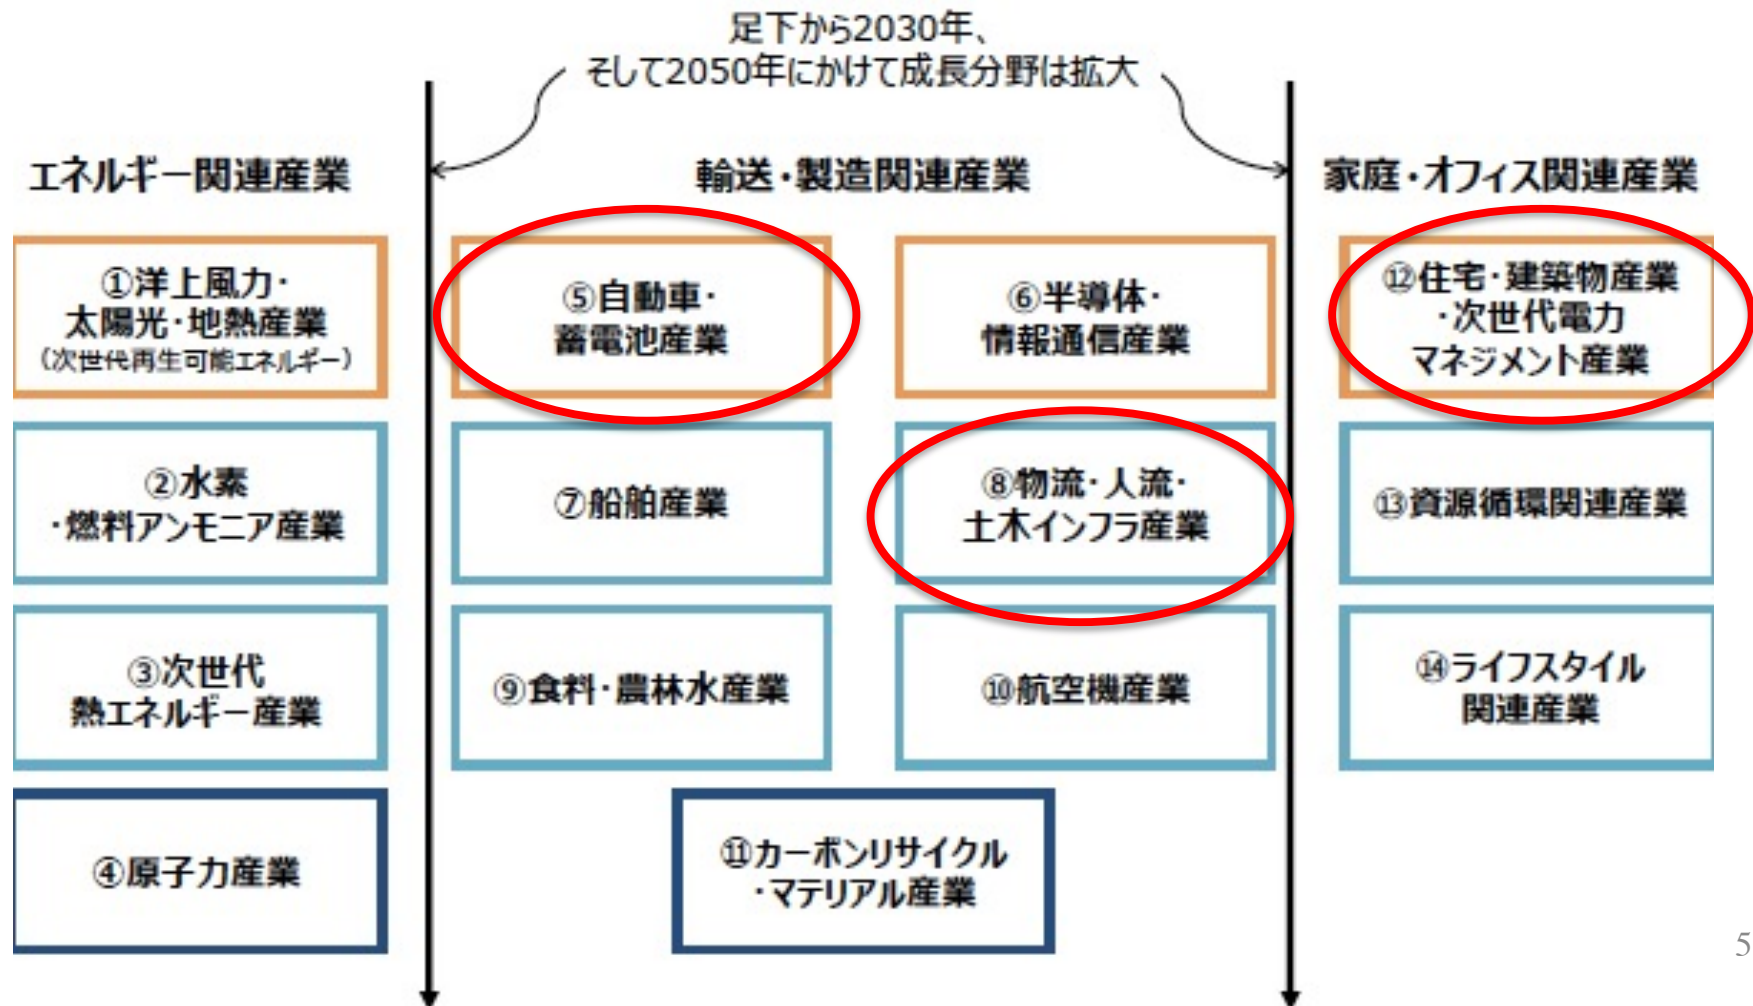 足下から2030年、
そして2050年にかけて成長分野は拡大
エネルギー関連産業
輸送・製造関連産業
家庭・オフィス関連産業
①洋上風力・
太陽光・地熱産業
(次世代再生可能エネルギー)
⑤自動車・
蓄電池産業
⑥半導体・
情報通信産業
⑫住宅・建築物産業
・次世代電力
マネジメント産業
②水素
・燃料アンモニア産業
⑦船舶産業
⑧物流・人流・
土木インフラ産業
⑬資源循環関連産業
③次世代
熱エネルギー産業
⑨食料・農林水産業
⑩航空機産業
⑭ライフスタイル
関連産業
④原子力産業
⑪カーボンリサイクル
・マテリアル産業
5